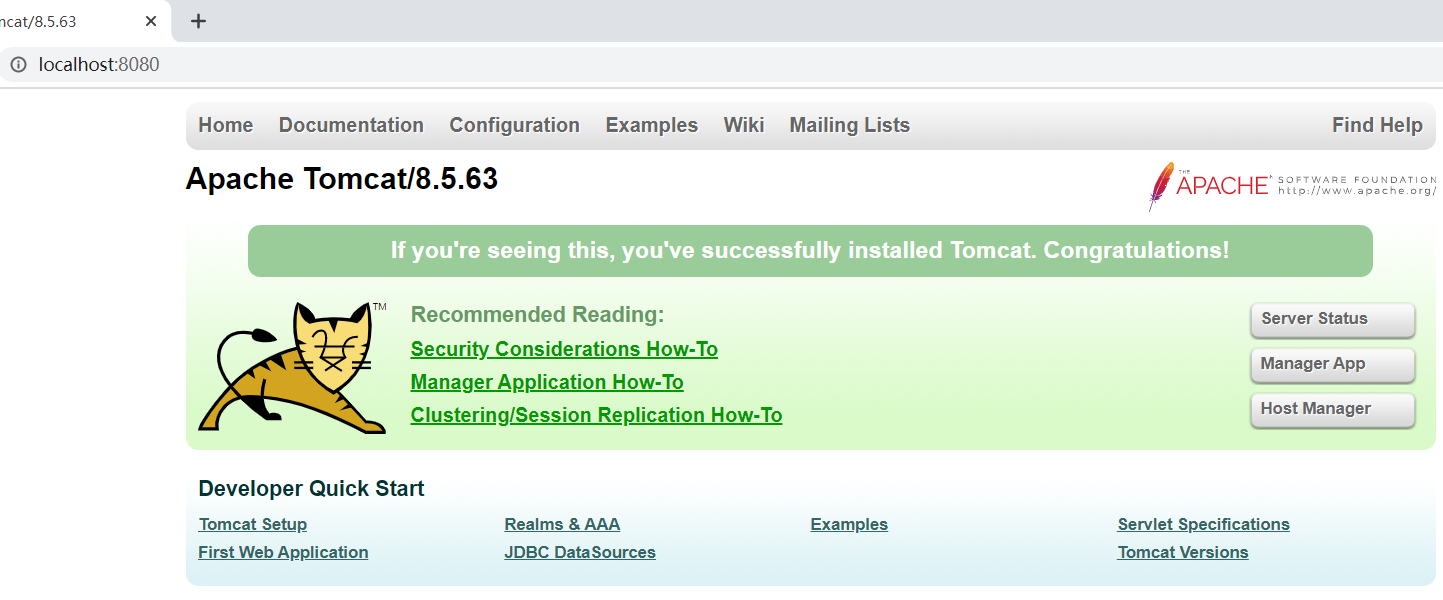 ncat/8.5.63
localhost:8080
Home Documentation Configuration Examples Wiki Mailing Lists Find Help
Apache Tomcat/8.5.63
THE APACHE SOFTWARE FOUNDATION
http://www.apache.org/
If you're seeing this, you've successfully installed Tomcat. Congratulations!
TM
Recommended Reading:
Security Considerations How-To
Manager Application How-To
Clustering/Session Replication How-To
Server Status
Manager App
Host Manager
Developer Quick Start
Tomcat Setup Realms & AAA Examples Servlet Specifications
First Web Application JDBC DataSources Tomcat Versions